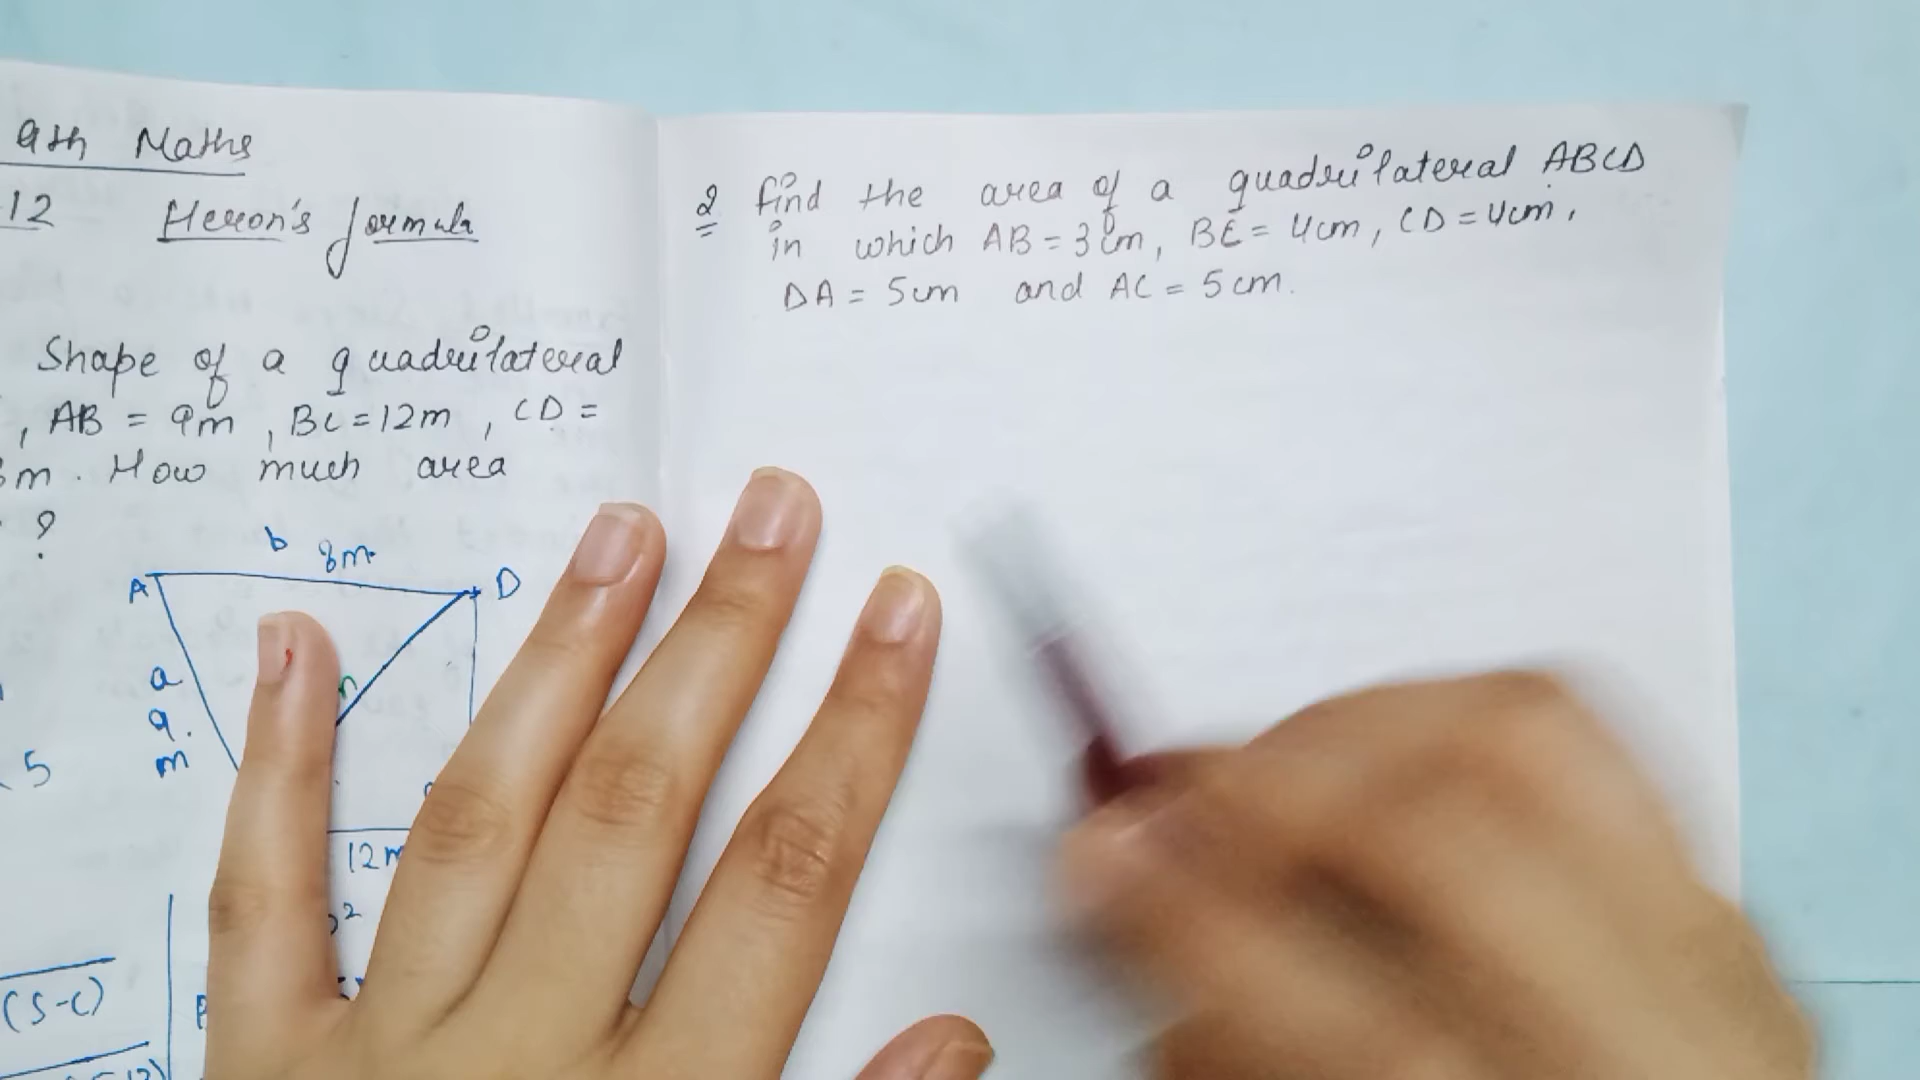 9th Maths
12 Heron's formula
Shape of a quadrilateral
, AB = 9m , BC = 12m , CD =
m . How much area
?
b 8m.
A D
a
9.
m
5
12m
2
(S-C)
2 find the area of a quadrilateral ABCD
in which AB = 3cm, BC = 4cm, CD = 4cm,
DA = 5cm and AC = 5cm.